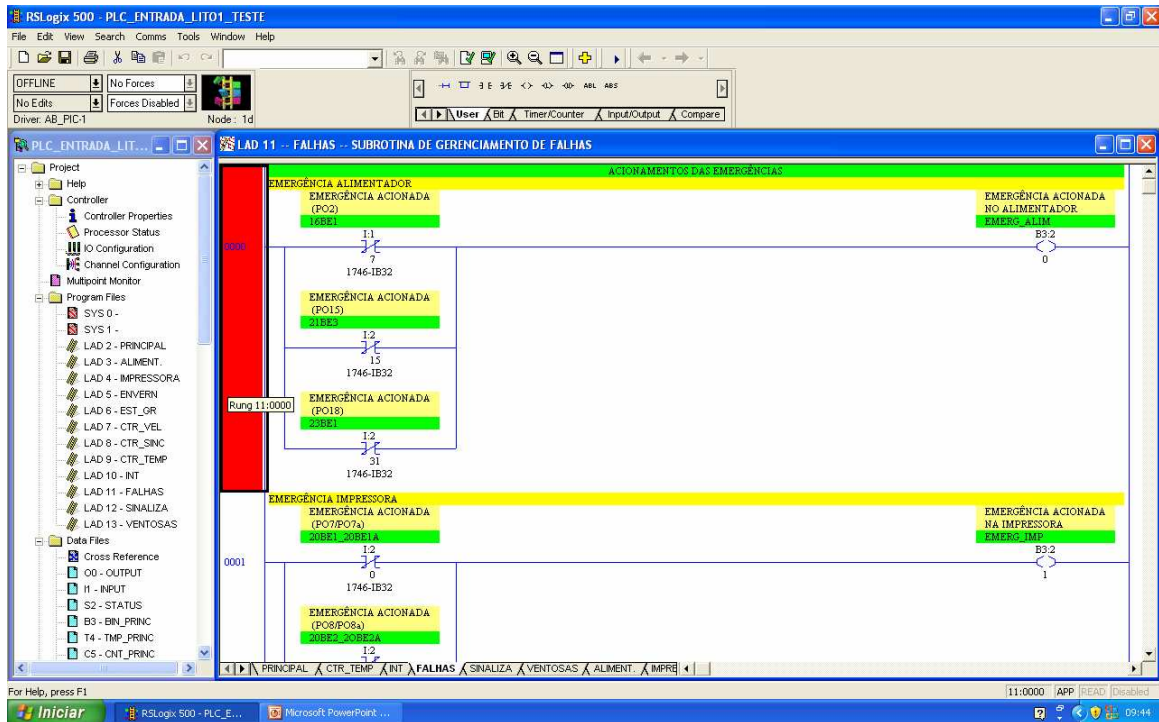 RSLogix 500 - PLC_ENTRADA_LITO1_TESTE
File Edit View Search Comms Tools Window Help
OFFLINE
No Forces
No Edits
Forces Disabled
Driver: AB_PIC-1
Node : 1d
ABL ABS
User Bit Timer/Counter Input/Output Compare
PLC_ENTRADA_LIT...
LAD 11 -- FALHAS -- SUBROTINA DE GERENCIAMENTO DE FALHAS
Project
Help
Controller
Controller Properties
Processor Status
IO Configuration
Channel Configuration
Multipoint Monitor
Program Files
SYS 0 -
SYS 1 -
LAD 2 - PRINCIPAL
LAD 3 - ALIMENT.
LAD 4 - IMPRESSORA
LAD 5 - ENVERN
LAD 6 - EST_GR
LAD 7 - CTR_VEL
LAD 8 - CTR_SINC
LAD 9 - CTR_TEMP
LAD 10 - INT
LAD 11 - FALHAS
LAD 12 - SINALIZA
LAD 13 - VENTOSAS
Data Files
Cross Reference
O0 - OUTPUT
I1 - INPUT
S2 - STATUS
B3 - BIN_PRINC
T4 - TMP_PRINC
C5 - CNT_PRINC
ACIONAMENTOS DAS EMERGÊNCIAS
EMERGÊNCIA ALIMENTADOR
EMERGÊNCIA ACIONADA
(PO2)
16BE1
I:1
7
1746-IB32
EMERGÊNCIA ACIONADA
NO ALIMENTADOR
EMERG_ALIM
B3:2
0
0000
EMERGÊNCIA ACIONADA
(PO15)
21BE3
I:2
15
1746-IB32
Rung 11:0000
EMERGÊNCIA ACIONADA
(PO18)
23BE1
I:2
31
1746-IB32
EMERGÊNCIA IMPRESSORA
EMERGÊNCIA ACIONADA
(PO7/PO7a)
20BE1_20BE1A
I:2
0
1746-IB32
EMERGÊNCIA ACIONADA
NA IMPRESSORA
EMERG_IMP
B3:2
1
0001
EMERGÊNCIA ACIONADA
(PO8/PO8a)
20BE2_20BE2A
I:2
PRINCIPAL CTR_TEMP INT FALHAS SINALIZA VENTOSAS ALIMENT. IMPRE
For Help, press F1
11:0000 APP READ Disabled
Iniciar
RSLogix 500 - PLC_E...
Microsoft PowerPoint ...
09:44